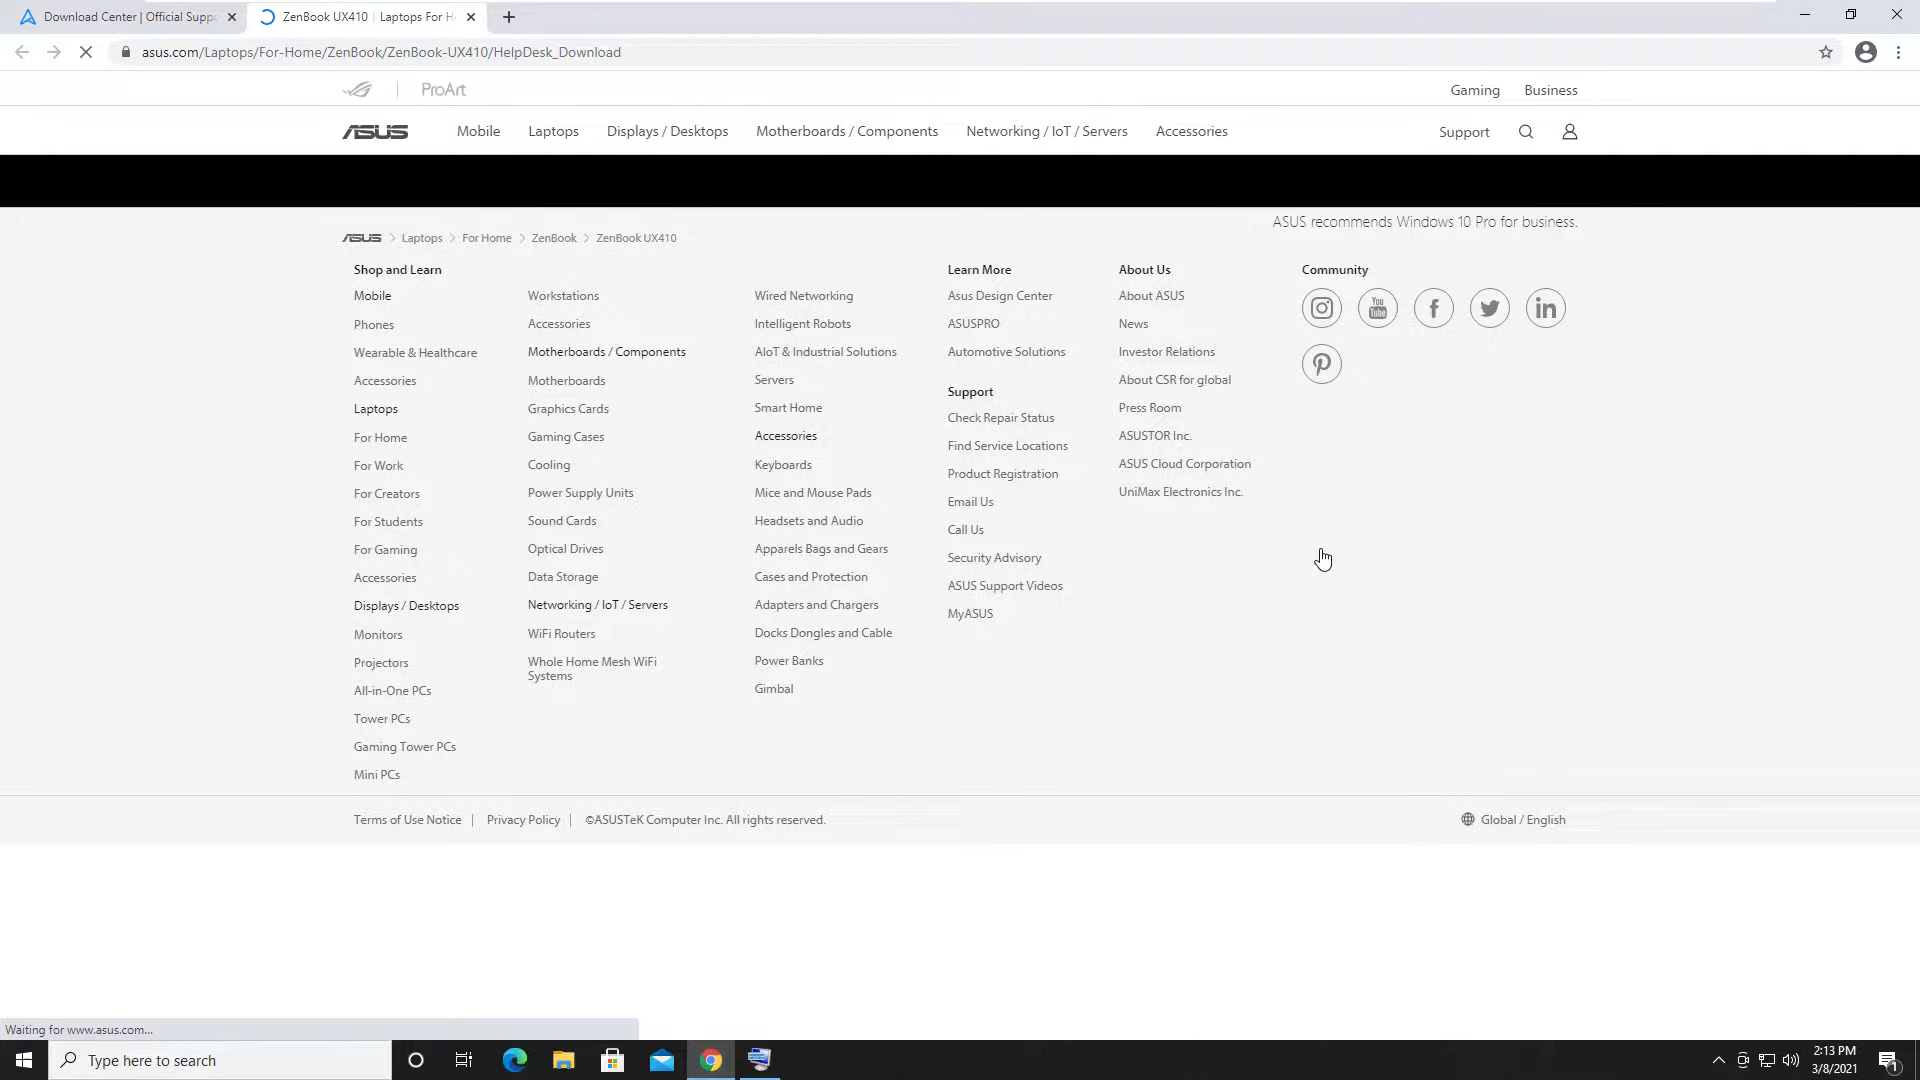 Download Center | Official Suppo
ZenBook UX410 | Laptops For H
asus.com/Laptops/For-Home/ZenBook/ZenBook-UX410/HelpDesk_Download
ProArt
Gaming
Business
ASUS
Mobile
Laptops
Displays / Desktops
Motherboards / Components
Networking / IoT / Servers
Accessories
Support
ASUS recommends Windows 10 Pro for business.
ASUS > Laptops > For Home > ZenBook > ZenBook UX410
Shop and Learn
Mobile
Phones
Wearable & Healthcare
Accessories
Laptops
For Home
For Work
For Creators
For Students
For Gaming
Accessories
Displays / Desktops
Monitors
Projectors
All-in-One PCs
Tower PCs
Gaming Tower PCs
Mini PCs
Workstations
Accessories
Motherboards / Components
Motherboards
Graphics Cards
Gaming Cases
Cooling
Power Supply Units
Sound Cards
Optical Drives
Data Storage
Networking / IoT / Servers
WiFi Routers
Whole Home Mesh WiFi
Systems
Wired Networking
Intelligent Robots
AIoT & Industrial Solutions
Servers
Smart Home
Accessories
Keyboards
Mice and Mouse Pads
Headsets and Audio
Apparels Bags and Gears
Cases and Protection
Adapters and Chargers
Docks Dongles and Cable
Power Banks
Gimbal
Learn More
Asus Design Center
ASUSPRO
Automotive Solutions
Support
Check Repair Status
Find Service Locations
Product Registration
Email Us
Call Us
Security Advisory
ASUS Support Videos
MyASUS
About Us
About ASUS
News
Investor Relations
About CSR for global
Press Room
ASUSTOR Inc.
ASUS Cloud Corporation
UniMax Electronics Inc.
Community
You
Tube
Terms of Use Notice | Privacy Policy | ©ASUSTeK Computer Inc. All rights reserved.
Global / English
Waiting for www.asus.com...
Type here to search
2:13 PM
3/8/2021
1